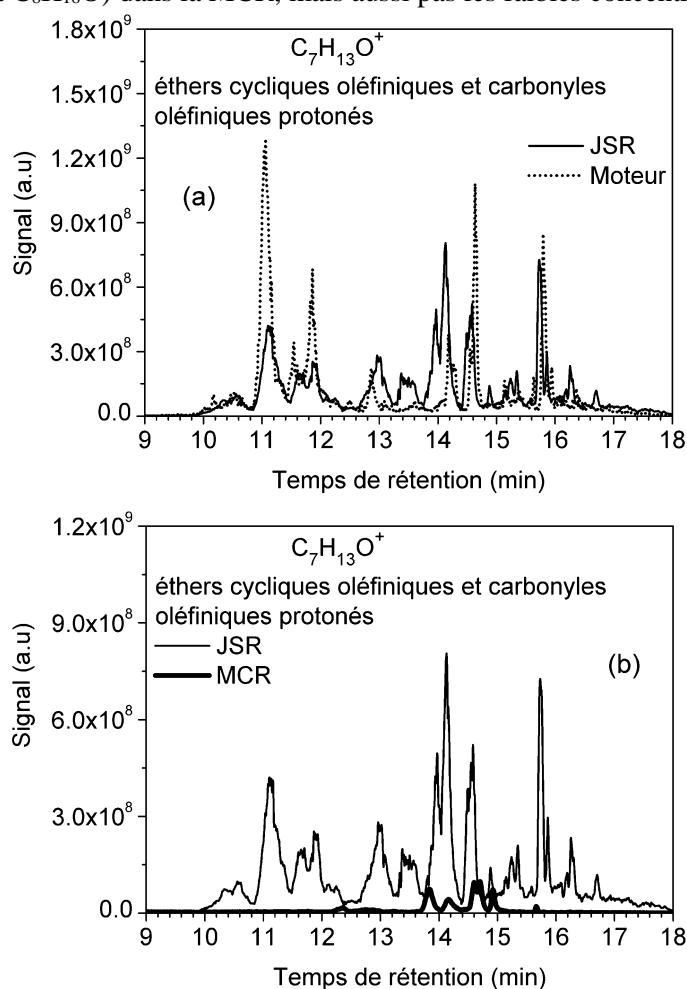 C₈H₁₆O) dans la MCR, mais aussi pas les faibles
1.8x10⁹
1.5x10⁹
1.2x10⁹
9.0x10⁸
6.0x10⁸
3.0x10⁸
0.0
Signal (a.u)
C₇H₁₃O⁺
éthers cycliques oléfiniques et carbonyles
oléfiniques protonés
JSR
Moteur
(a)
9 10 11 12 13 14 15 16 17 18
Temps de rétention (min)
1.2x10⁹
9.0x10⁸
6.0x10⁸
3.0x10⁸
0.0
Signal (a.u)
C₇H₁₃O⁺
éthers cycliques oléfiniques et carbonyles
oléfiniques protonés
JSR
MCR
(b)
9 10 11 12 13 14 15 16 17 18
Temps de rétention (min)